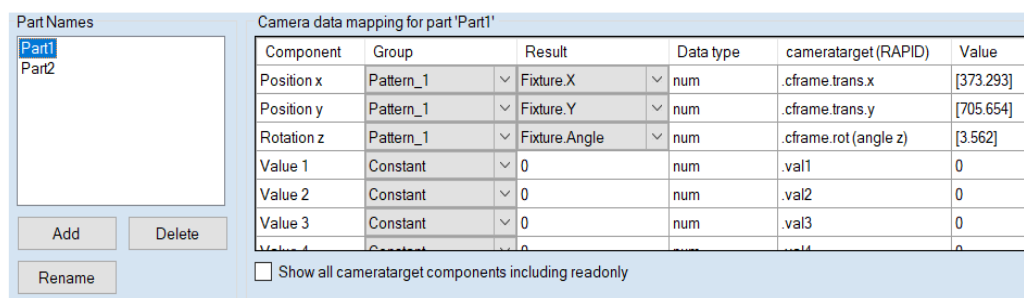 Part Names
Part1
Part2
Add
Delete
Rename
Camera data mapping for part 'Part1'
Component Group Result Data type cameratarget (RAPID) Value
Position x Pattern_1 Fixture.X num .cframe.trans.x [373.293]
Position y Pattern_1 Fixture.Y num .cframe.trans.y [705.654]
Rotation z Pattern_1 Fixture.Angle num .cframe.rot (angle z) [3.562]
Value 1 Constant 0 num .val1 0
Value 2 Constant 0 num .val2 0
Value 3 Constant 0 num .val3 0
Show all cameratarget components including readonly